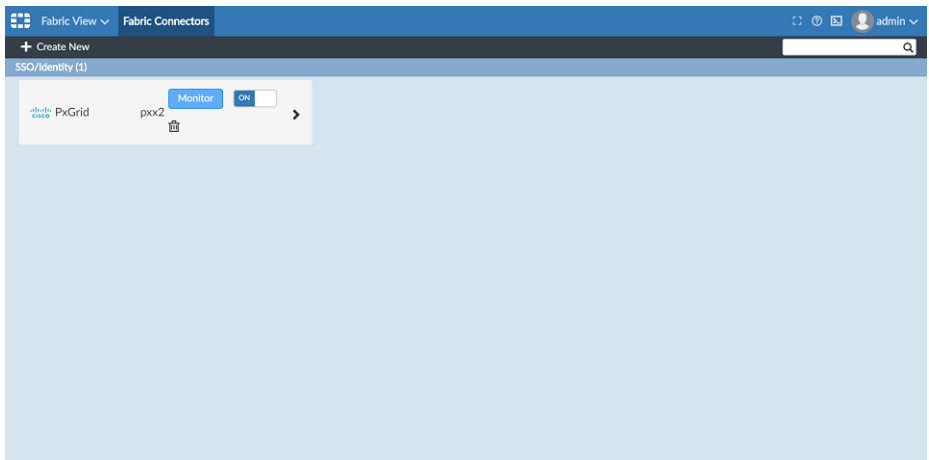 Fabric View Fabric Connectors admin
Create New
SSO/Identity (1)
Monitor ON
cisco PxGrid pxx2